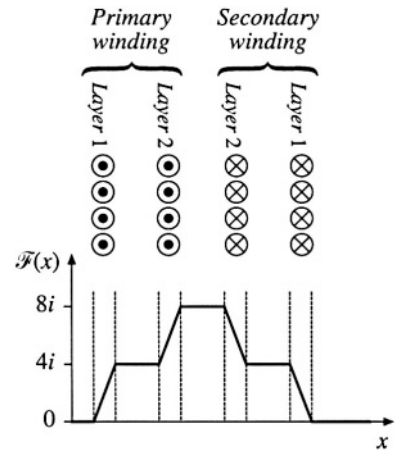 Primary winding
Secondary winding
Layer 1
Layer 2
Layer 2
Layer 1
ℱ(x)
8i
4i
0
x